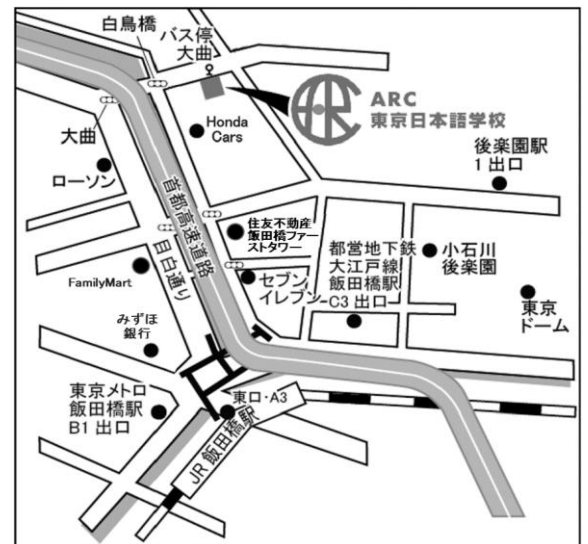 白鳥橋
バス停
大曲
ARC
東京日本語学校
大曲
Honda
Cars
後楽園駅
1出口
ローソン
首都高速道路
住友不動産
飯田橋ファー
ストタワー
都営地下鉄
大江戸線
飯田橋駅
C3出口
小石川
後楽園
目白通り
FamilyMart
セブン
イレブン
東京
ドーム
みずほ
銀行
東京メトロ
飯田橋駅
B1出口
東口・A3
JR飯田橋駅